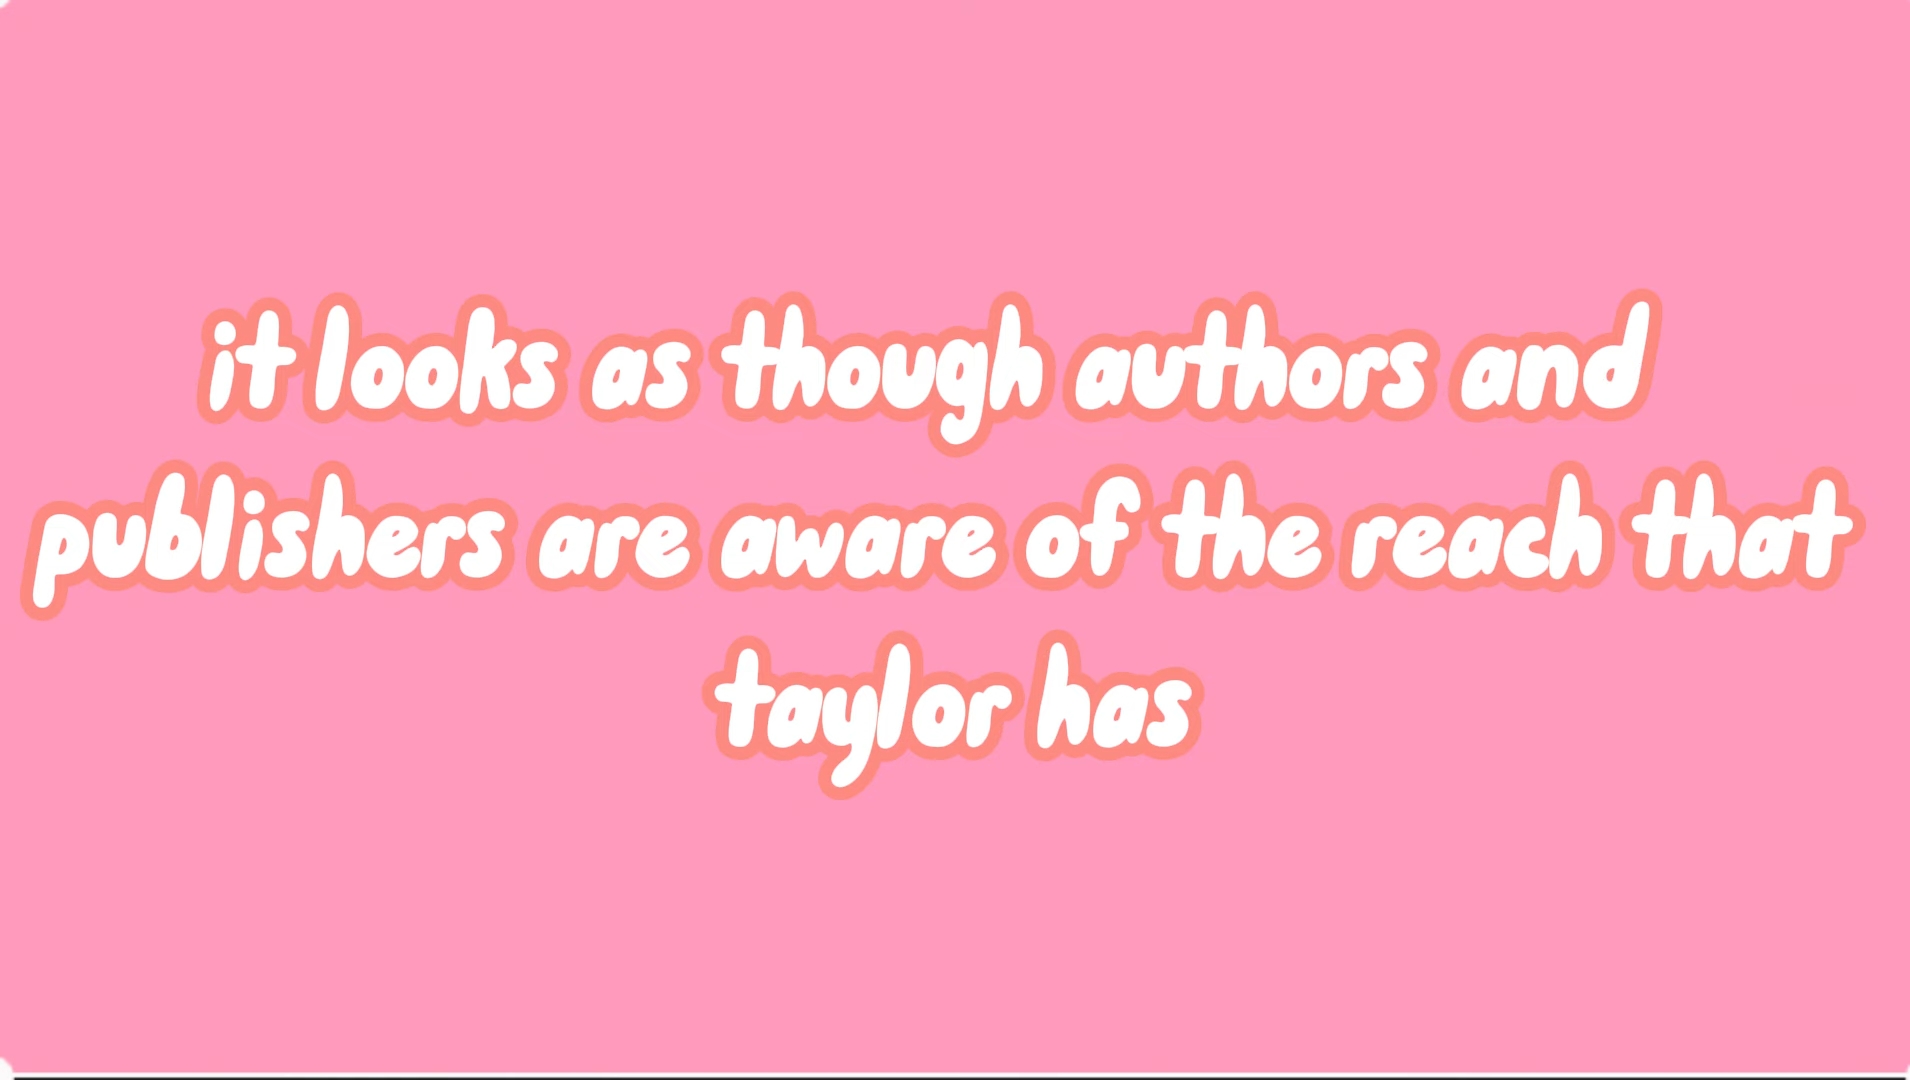 it looks as though authors and
publishers are aware of the reach that
taylor has